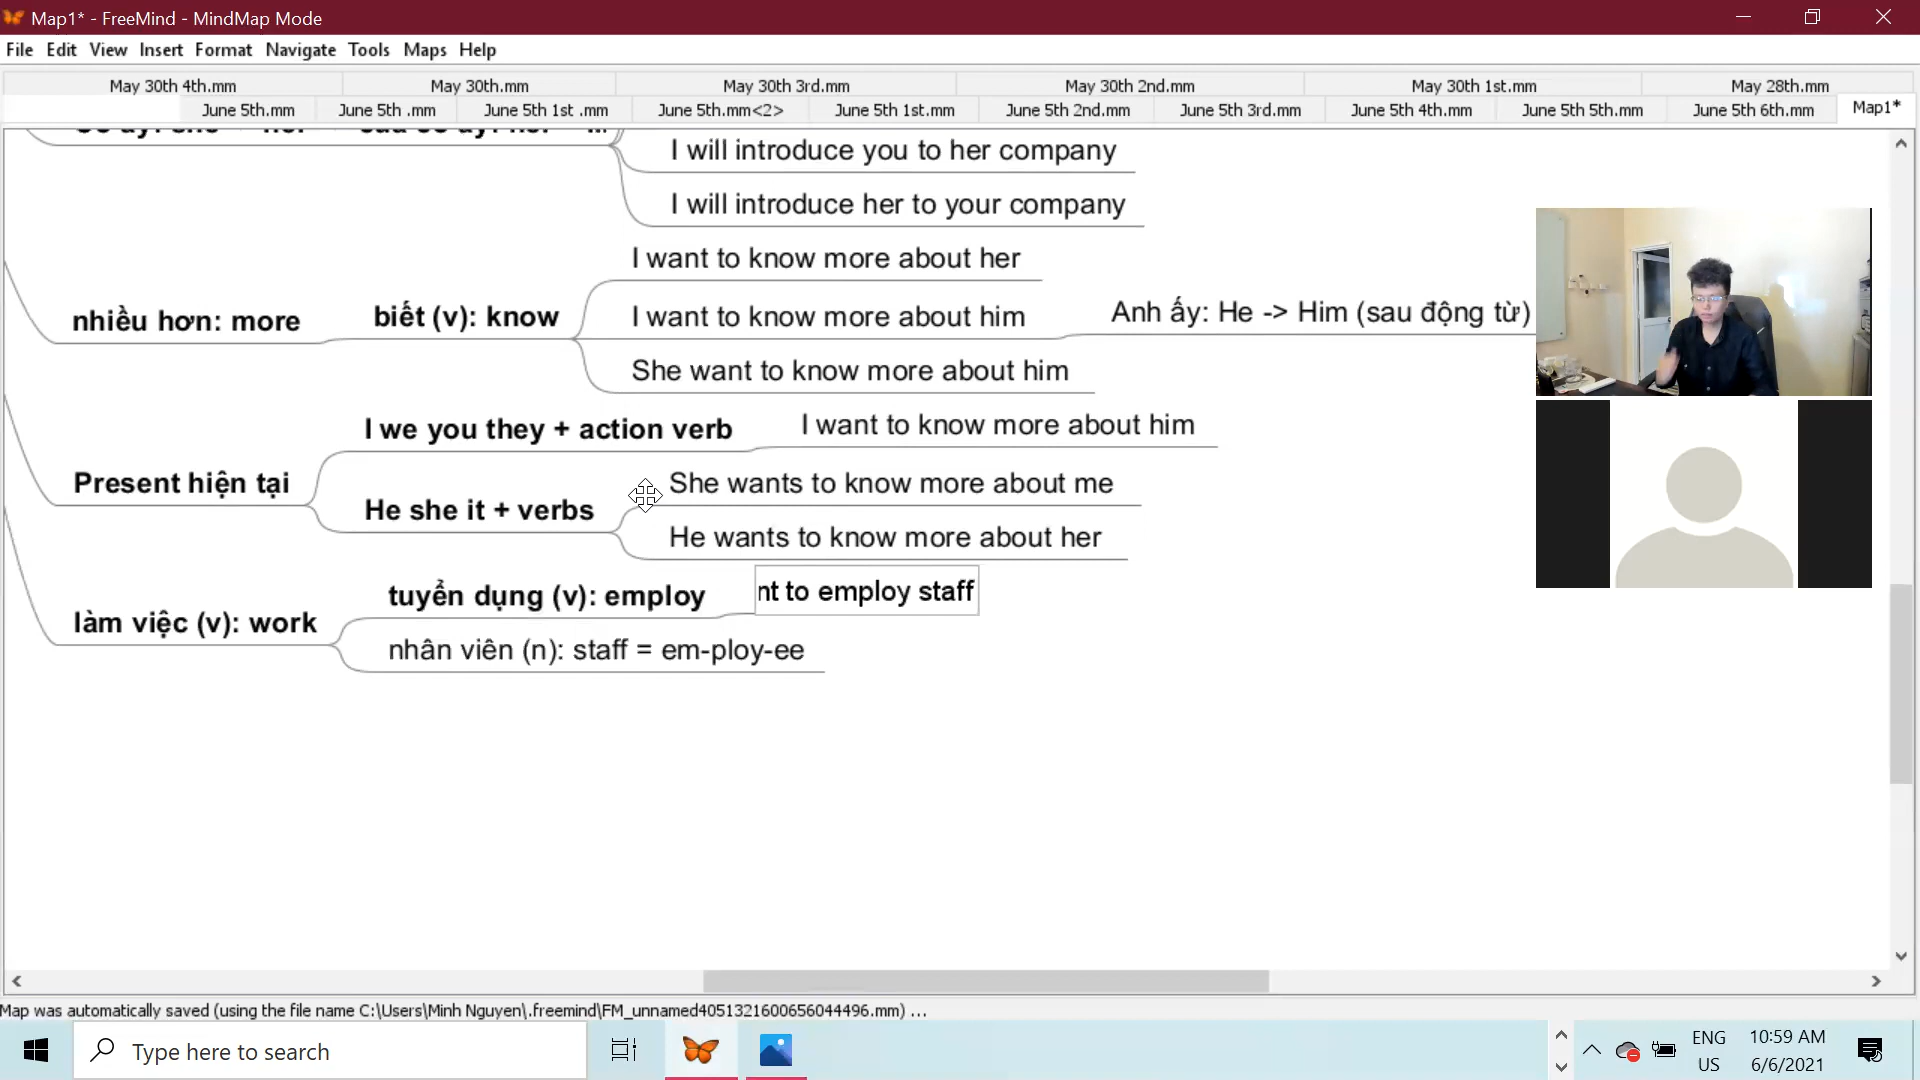 Map1* - FreeMind - MindMap Mode
File Edit View Insert Format Navigate Tools Maps Help
May 30th 4th.mm May 30th.mm May 30th 3rd.mm May 30th 2nd.mm May 30th 1st.mm May 28th.mm
June 5th.mm June 5th .mm June 5th 1st .mm June 5th.mm<2> June 5th 1st.mm June 5th 2nd.mm June 5th 3rd.mm June 5th 4th.mm June 5th 5th.mm June 5th 6th.mm Map1*
I will introduce you to her company
I will introduce her to your company
nhiều hơn: more
biết (v): know
I want to know more about her
I want to know more about him
Anh ấy: He -> Him (sau động từ)
She want to know more about him
Present hiện tại
I we you they + action verb
I want to know more about him
He she it + verbs
She wants to know more about me
He wants to know more about her
làm việc (v): work
tuyển dụng (v): employ
nt to employ staff
nhân viên (n): staff = em-ploy-ee
Map was automatically saved (using the file name C:\Users\Minh Nguyen\.freemind\FM_unnamed4051321600656044496.mm) ...
Type here to search
ENG
US
10:59 AM
6/6/2021